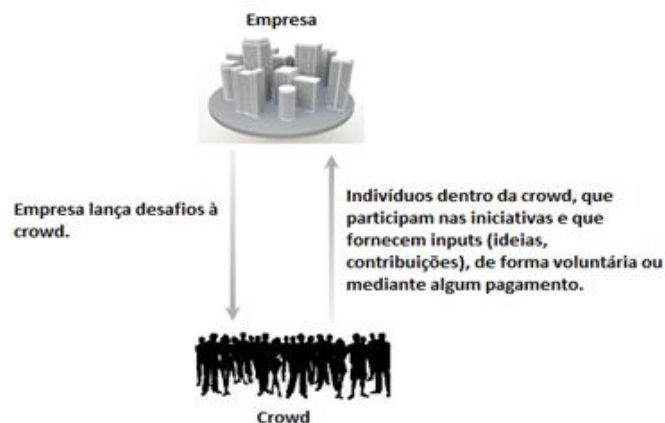 Empresa
Empresa lança desafios à
crowd.
Indivíduos dentro da crowd, que
participam nas iniciativas e que
fornecem inputs (ideias,
contribuições), de forma voluntária ou
mediante algum pagamento.
Crowd